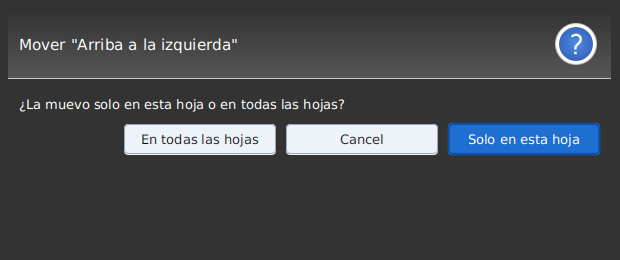 Mover "Arriba a la izquierda"
?
¿La muevo solo en esta hoja o en todas las hojas?
En todas las hojas
Cancel
Solo en esta hoja